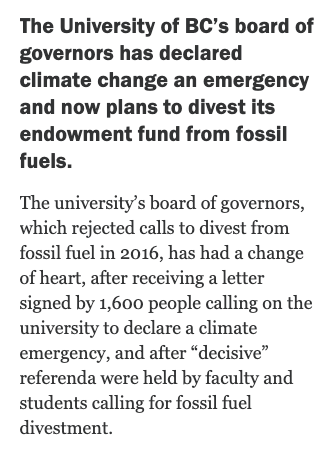 The University of BC’s board of
governors has declared
climate change an emergency
and now plans to divest its
endowment fund from fossil
fuels.
The university’s board of governors,
which rejected calls to divest from
fossil fuel in 2016, has had a change
of heart, after receiving a letter
signed by 1,600 people calling on the
university to declare a climate
emergency, and after “decisive”
referenda were held by faculty and
students calling for fossil fuel
divestment.